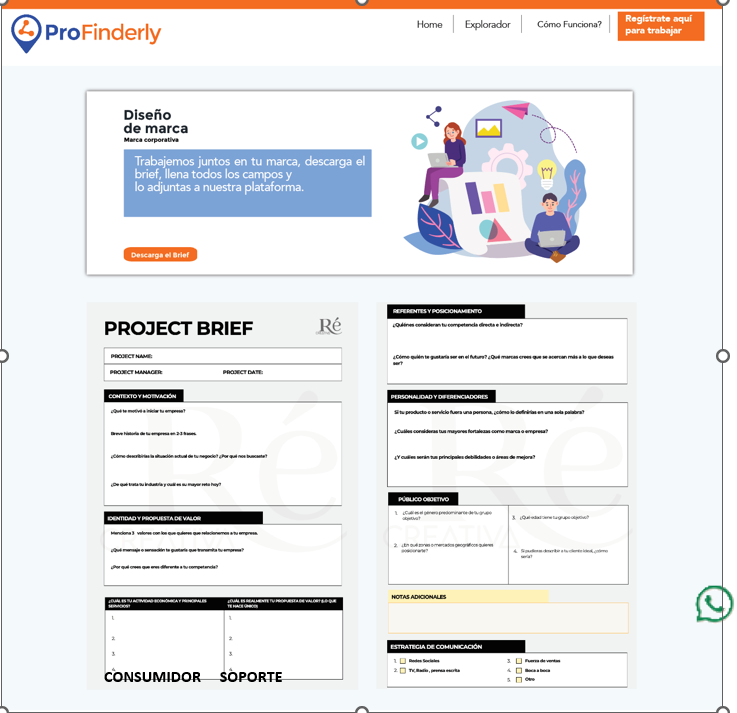 ProFinderly
Home
Explorador
Cómo Funciona?
Regístrate aquí
para trabajar
Diseño
de marca
Marca corporativa
Trabajemos juntos en tu marca, descarga el
brief, llena todos los campos y
lo adjuntas a nuestra plataforma.
Descarga el Brief
PROJECT BRIEF
Ré
PROJECT NAME:
PROJECT MANAGER:
PROJECT DATE:
CONTEXTO Y MOTIVACIÓN
¿Qué te motivó a iniciar tu empresa?
Breve historia de tu empresa en 2-3 frases.
¿Cómo describirías la situación actual de tu negocio? ¿Por qué nos buscaste?
¿De qué trata tu industria y cuál es su mayor reto hoy?
IDENTIDAD Y PROPUESTA DE VALOR
Menciona 3 valores con los que quieres que relacionemos a tu empresa.
¿Qué mensaje o sensación te gustaría que transmita tu empresa?
¿Por qué crees que eres diferente a tu competencia?
¿CUÁL ES TU ACTIVIDAD ECONÓMICA Y PRINCIPALES
SERVICIOS?
1.
2.
3.
4.
¿CUÁL ES REALMENTE TU PROPUESTA DE VALOR? (LO QUE
TE HACE ÚNICO)
1.
2.
3.
4.
CONSUMIDOR SOPORTE
REFERENTES Y POSICIONAMIENTO
¿Quiénes consideran tu competencia directa e indirecta?
¿Cómo quién te gustaría ser en el futuro? ¿Qué marcas crees que se acercan más a lo que deseas
ser?
PERSONALIDAD Y DIFERENCIADORES
Si tu producto o servicio fuera una persona, ¿cómo lo definirías en una sola palabra?
¿Cuáles consideras tus mayores fortalezas como marca o empresa?
¿Y cuáles serán tus principales debilidades o áreas de mejora?
PÚBLICO OBJETIVO
1. ¿Cuál es el género predominante de tu grupo
objetivo?
2. ¿En qué zonas o mercados geográficos quieres
posicionarte?
3. ¿Qué edad tiene tu grupo objetivo?
4. Si pudieras describir a tu cliente ideal, ¿cómo
sería?
NOTAS ADICIONALES
ESTRATEGIA DE COMUNICACIÓN
1. Redes Sociales
2. TV, Radio , prensa escrita
3. Fuerza de ventas
4. Boca a boca
5. Otro
Ré
Ré
CREATIVA